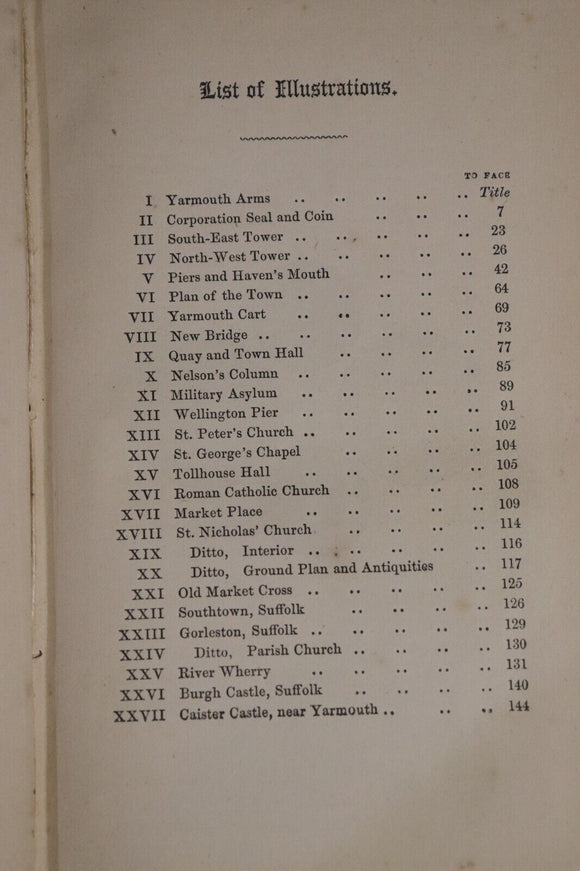 List of Illustrations.
TO FACE
I Yarmouth Arms .. .. .. .. .. Title
II Corporation Seal and Coin .. .. .. 7
III South-East Tower .. .. .. .. .. 23
IV North-West Tower .. .. .. .. .. 26
V Piers and Haven's Mouth .. .. .. 42
VI Plan of the Town .. .. .. .. .. 64
VII Yarmouth Cart .. .. .. .. .. 69
VIII New Bridge .. .. .. .. .. .. 73
IX Quay and Town Hall .. .. .. .. 77
X Nelson's Column .. .. .. .. .. 85
XI Military Asylum .. .. .. .. .. 89
XII Wellington Pier .. .. .. .. .. 91
XIII St. Peter's Church .. .. .. .. .. 102
XIV St. George's Chapel .. .. .. .. 104
XV Tollhouse Hall .. .. .. .. .. 105
XVI Roman Catholic Church .. .. .. .. 108
XVII Market Place .. .. .. .. .. 109
XVIII St. Nicholas' Church .. .. .. .. 114
XIX Ditto, Interior .. .. .. .. .. 116
XX Ditto, Ground Plan and Antiquities .. 117
XXI Old Market Cross .. .. .. .. .. 125
XXII Southtown, Suffolk .. .. .. .. 126
XXIII Gorleston, Suffolk .. .. .. .. .. 129
XXIV Ditto, Parish Church .. .. .. .. 130
XXV River Wherry .. .. .. .. .. 131
XXVI Burgh Castle, Suffolk .. .. .. .. 140
XXVII Caister Castle, near Yarmouth .. .. .. 144